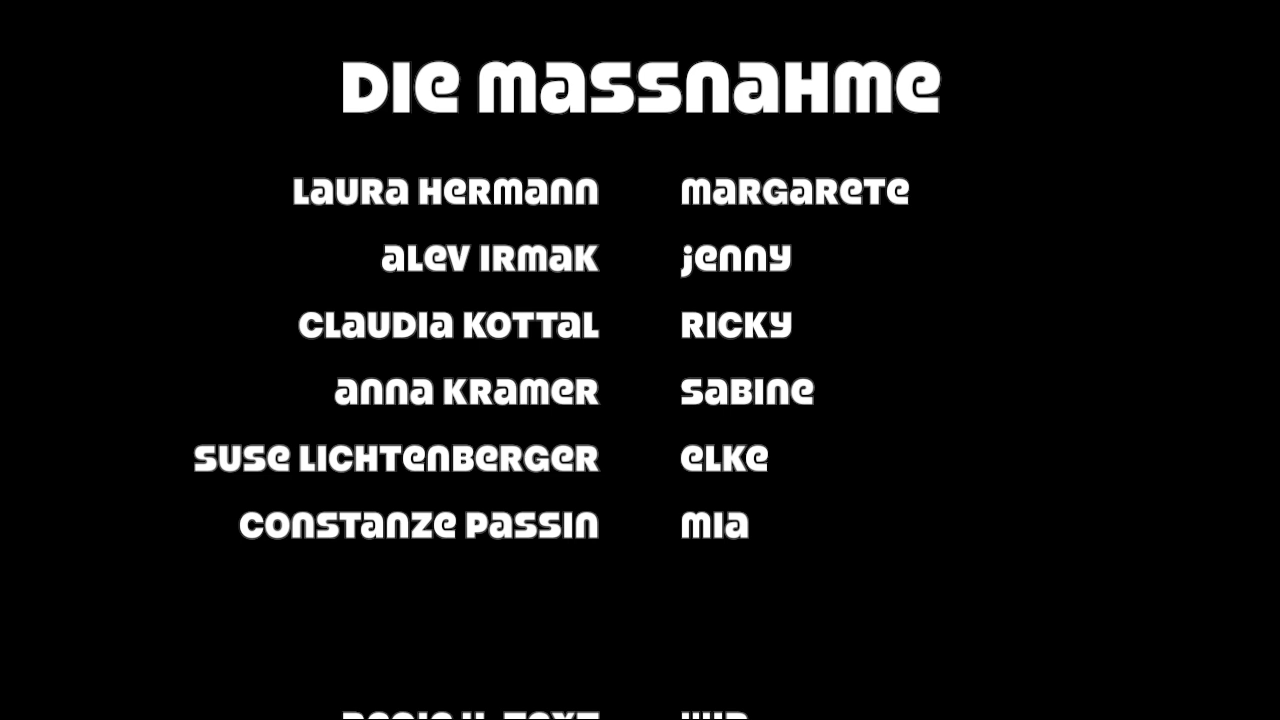 DIE MASSNAHME
LAURA HERMANN MARGARETE
ALEV IRMAK JENNY
CLAUDIA KOTTAL RICKY
ANNA KRAMER SABINE
SUSE LICHTENBERGER ELKE
CONSTANZE PASSIN MIA